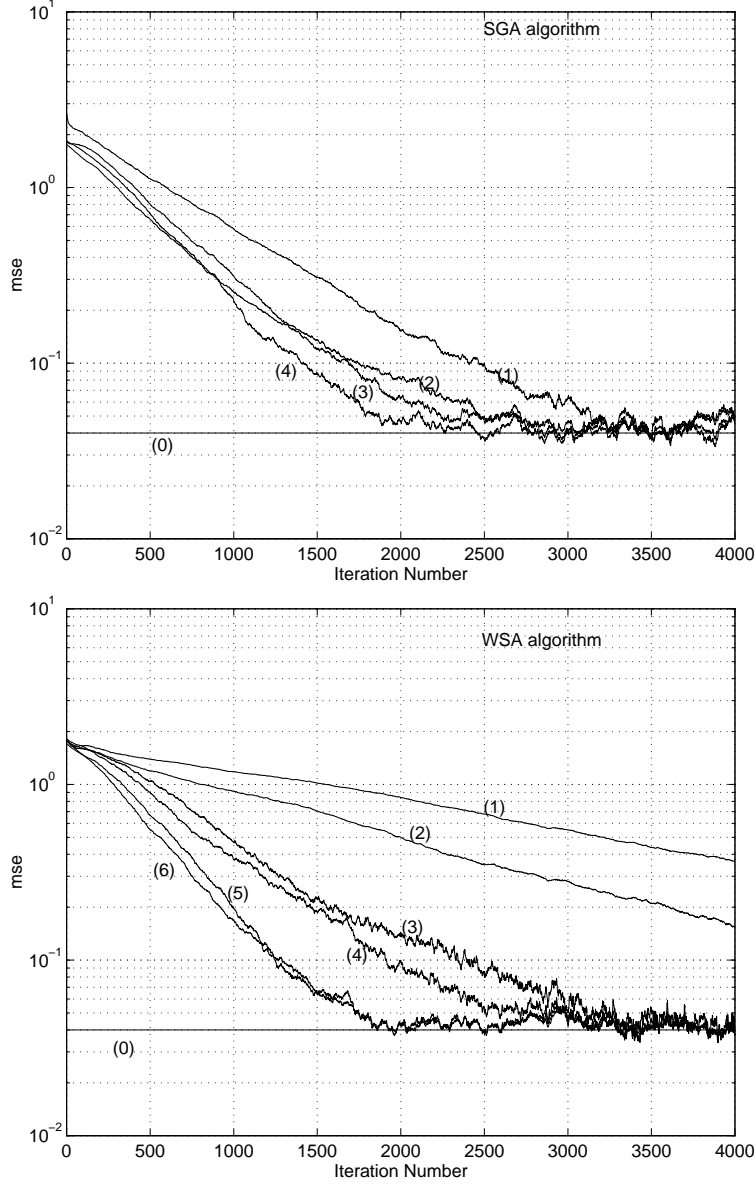 SGA algorithm
10^1
10^0
10^-1
10^-2
mse
(1)
(2)
(3)
(4)
(0)
0 500 1000 1500 2000 2500 3000 3500 4000
Iteration Number
WSA algorithm
10^1
10^0
10^-1
10^-2
mse
(1)
(2)
(3)
(4)
(5)
(6)
(0)
0 500 1000 1500 2000 2500 3000 3500 4000
Iteration Number